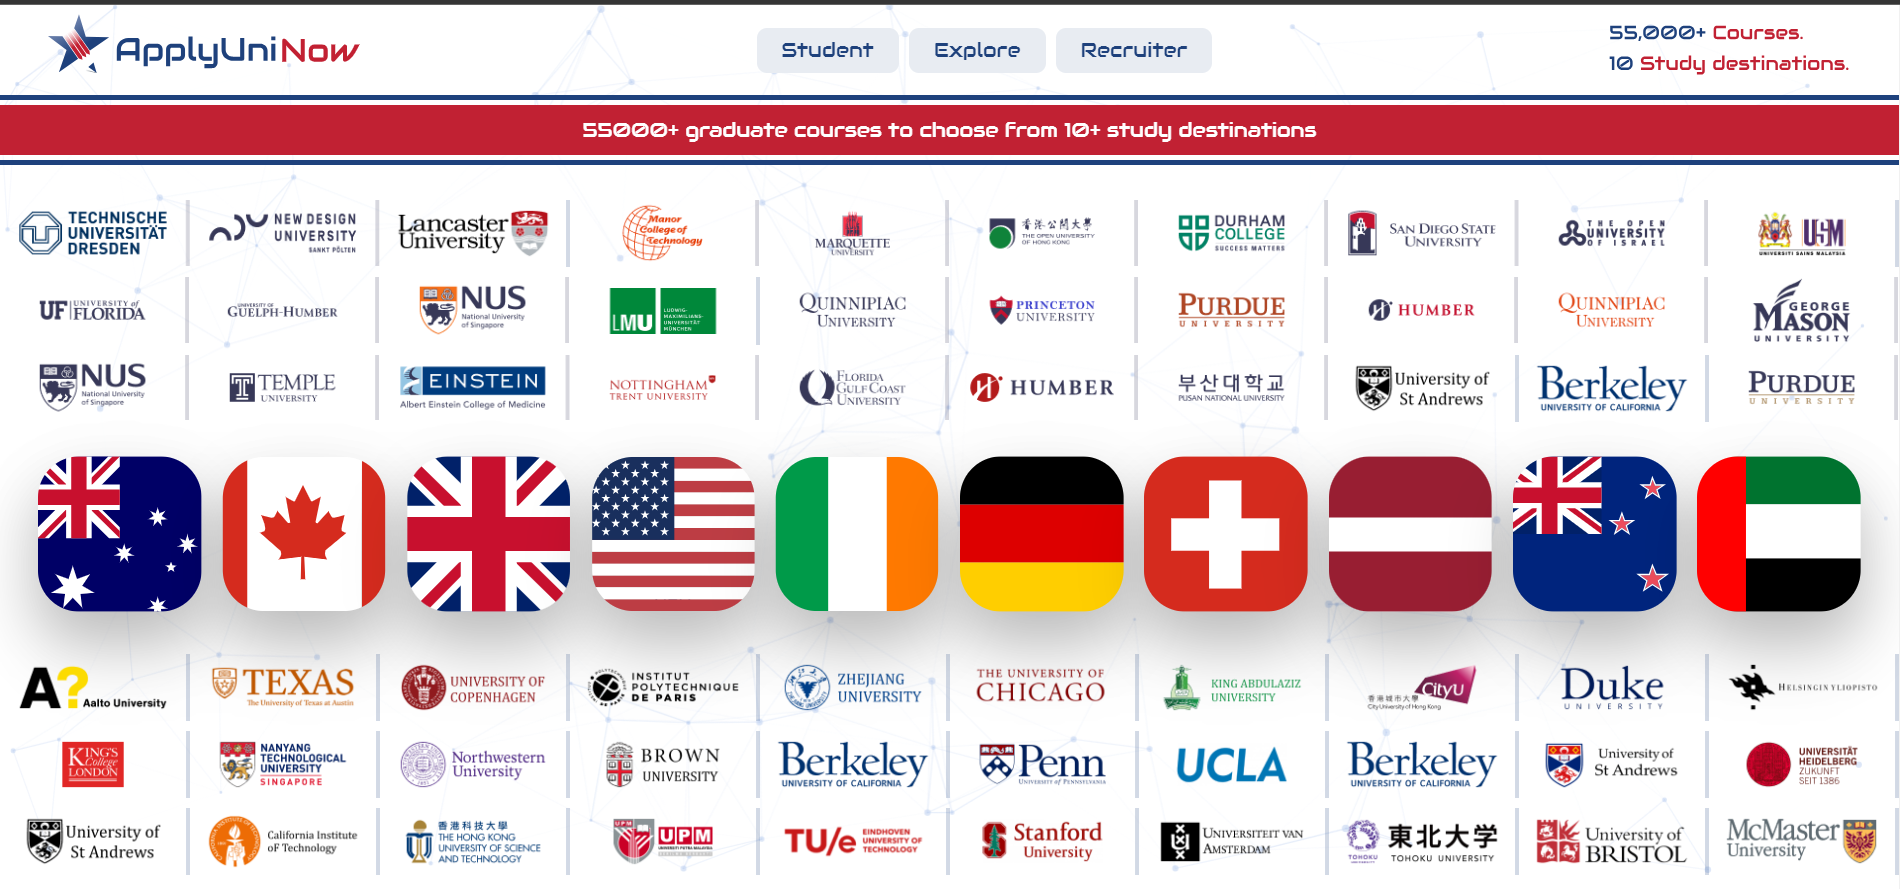 ApplyUniNow
Student
Explore
Recruiter
55,000+ Courses.
10 Study destinations.
55000+ graduate courses to choose from 10+ study destinations
TECHNISCHE
UNIVERSITÄT
DRESDEN
NEW DESIGN
UNIVERSITY
SANKT PÖLTEN
Lancaster
University
Manor
College of
Technology
MARQUETTE
UNIVERSITY
香港公開大學
THE OPEN UNIVERSITY
OF HONG KONG
DURHAM
COLLEGE
SUCCESS MATTERS
SAN DIEGO STATE
UNIVERSITY
THE OPEN
UNIVERSITY
OF ISRAEL
USM
UNIVERSITI SAINS MALAYSIA
UF UNIVERSITY of
FLORIDA
UNIVERSITY OF
GUELPH-HUMBER
NUS
National University
of Singapore
LMU
LUDWIG-
MAXIMILIANS-
UNIVERSITÄT
MÜNCHEN
QUINNIPIAC
UNIVERSITY
PRINCETON
UNIVERSITY
PURDUE
UNIVERSITY
HUMBER
QUINNIPIAC
UNIVERSITY
GEORGE
MASON
UNIVERSITY
NUS
National University
of Singapore
TEMPLE
UNIVERSITY
EINSTEIN
Albert Einstein College of Medicine
NOTTINGHAM
TRENT UNIVERSITY
FLORIDA
GULF COAST
UNIVERSITY
HUMBER
부산대학교
PUSAN NATIONAL UNIVERSITY
University of
St Andrews
Berkeley
UNIVERSITY OF CALIFORNIA
PURDUE
UNIVERSITY
A?
Aalto University
TEXAS
The University of Texas at Austin
UNIVERSITY OF
COPENHAGEN
INSTITUT
POLYTECHNIQUE
DE PARIS
ZHEJIANG
UNIVERSITY
THE UNIVERSITY OF
CHICAGO
KING ABDULAZIZ
UNIVERSITY
CityU
香港城市大學
City University of Hong Kong
Duke
UNIVERSITY
HELSINGIN YLIOPISTO
KING'S
College
LONDON
NANYANG
TECHNOLOGICAL
UNIVERSITY
SINGAPORE
Northwestern
University
BROWN
UNIVERSITY
Berkeley
UNIVERSITY OF CALIFORNIA
Penn
UNIVERSITY of PENNSYLVANIA
UCLA
Berkeley
UNIVERSITY OF CALIFORNIA
University of
St Andrews
UNIVERSITÄT
HEIDELBERG
ZUKUNFT
SEIT 1386
University of
St Andrews
California Institute
of Technology
香港科技大學
THE HONG KONG
UNIVERSITY OF SCIENCE
AND TECHNOLOGY
UPM
UNIVERSITI PUTRA MALAYSIA
TU/e EINDHOVEN
UNIVERSITY OF
TECHNOLOGY
Stanford
University
UNIVERSITEIT VAN
AMSTERDAM
TOHOKU
東北大学
TOHOKU UNIVERSITY
University of
BRISTOL
McMaster
University